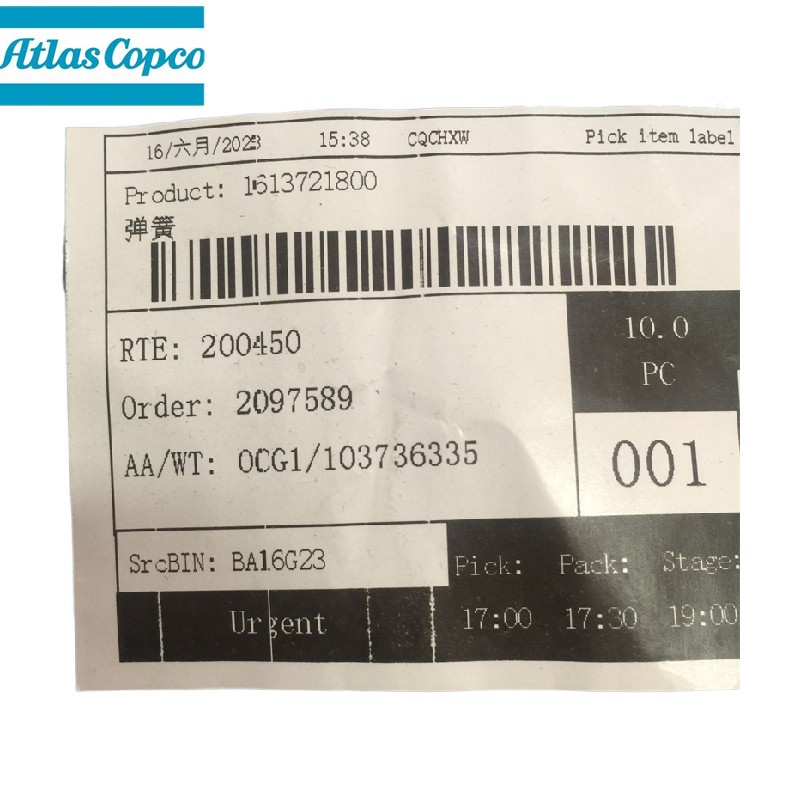 Atlas Copco
16/六月/2023 15:38 CQCHXW Pick item label
Product: 1613721800
弹簧
10.0
PC
RTE: 200450
Order: 2097589
001
AA/WT: OCG1/103736335
SrcBIN: BA16G23
Pick: Pack: Stage:
Urgent
17:00 17:30 19:00